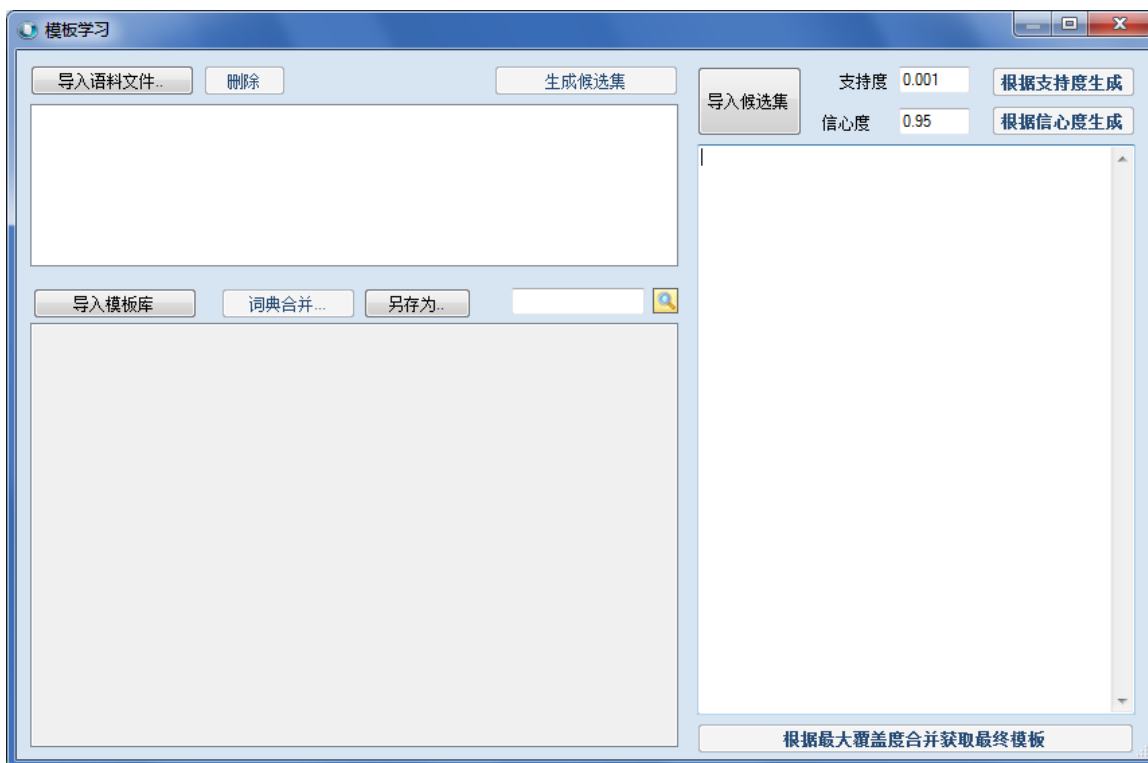 模板学习
导入语料文件.. 删除 生成候选集
导入候选集 支持度 0.001 根据支持度生成
信心度 0.95 根据信心度生成
导入模板库 词典合并... 另存为..
根据最大覆盖度合并获取最终模板